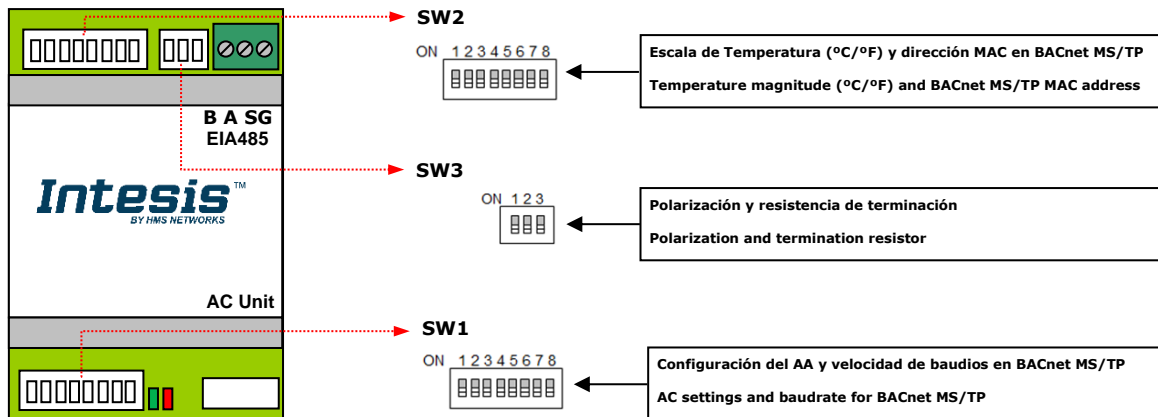 SW2
ON 1 2 3 4 5 6 7 8
Escala de Temperatura (ºC/ºF) y dirección MAC en BACnet MS/TP
Temperature magnitude (ºC/ºF) and BACnet MS/TP MAC address
B A SG
EIA485
Intesis™
BY HMS NETWORKS
SW3
ON 1 2 3
Polarización y resistencia de terminación
Polarization and termination resistor
AC Unit
SW1
ON 1 2 3 4 5 6 7 8
Configuración del AA y velocidad de baudios en BACnet MS/TP
AC settings and baudrate for BACnet MS/TP